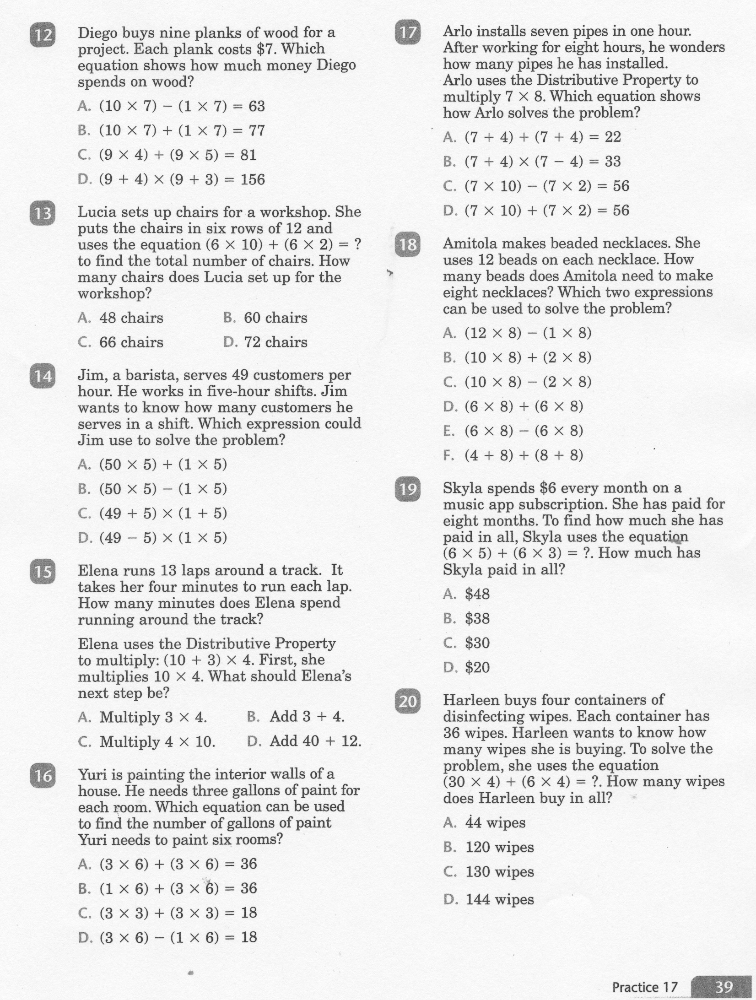 12 Diego buys nine planks of wood for a
project. Each plank costs $7. Which
equation shows how much money Diego
spends on wood?
A. (10 × 7) − (1 × 7) = 63
B. (10 × 7) + (1 × 7) = 77
C. (9 × 4) + (9 × 5) = 81
D. (9 + 4) × (9 + 3) = 156
13 Lucia sets up chairs for a workshop. She
puts the chairs in six rows of 12 and
uses the equation (6 × 10) + (6 × 2) = ?
to find the total number of chairs. How
many chairs does Lucia set up for the
workshop?
A. 48 chairs B. 60 chairs
C. 66 chairs D. 72 chairs
14 Jim, a barista, serves 49 customers per
hour. He works in five-hour shifts. Jim
wants to know how many customers he
serves in a shift. Which expression could
Jim use to solve the problem?
A. (50 × 5) + (1 × 5)
B. (50 × 5) − (1 × 5)
C. (49 + 5) × (1 + 5)
D. (49 − 5) × (1 × 5)
15 Elena runs 13 laps around a track. It
takes her four minutes to run each lap.
How many minutes does Elena spend
running around the track?
Elena uses the Distributive Property
to multiply: (10 + 3) × 4. First, she
multiplies 10 × 4. What should Elena’s
next step be?
A. Multiply 3 × 4. B. Add 3 + 4.
C. Multiply 4 × 10. D. Add 40 + 12.
16 Yuri is painting the interior walls of a
house. He needs three gallons of paint for
each room. Which equation can be used
to find the number of gallons of paint
Yuri needs to paint six rooms?
A. (3 × 6) + (3 × 6) = 36
B. (1 × 6) + (3 × 6) = 36
C. (3 × 3) + (3 × 3) = 18
D. (3 × 6) − (1 × 6) = 18
17 Arlo installs seven pipes in one hour.
After working for eight hours, he wonders
how many pipes he has installed.
Arlo uses the Distributive Property to
multiply 7 × 8. Which equation shows
how Arlo solves the problem?
A. (7 + 4) + (7 + 4) = 22
B. (7 + 4) × (7 − 4) = 33
C. (7 × 10) − (7 × 2) = 56
D. (7 × 10) + (7 × 2) = 56
18 Amitola makes beaded necklaces. She
uses 12 beads on each necklace. How
many beads does Amitola need to make
eight necklaces? Which two expressions
can be used to solve the problem?
A. (12 × 8) − (1 × 8)
B. (10 × 8) + (2 × 8)
C. (10 × 8) − (2 × 8)
D. (6 × 8) + (6 × 8)
E. (6 × 8) − (6 × 8)
F. (4 + 8) + (8 + 8)
19 Skyla spends $6 every month on a
music app subscription. She has paid for
eight months. To find how much she has
paid in all, Skyla uses the equation
(6 × 5) + (6 × 3) = ?. How much has
Skyla paid in all?
A. $48
B. $38
C. $30
D. $20
20 Harleen buys four containers of
disinfecting wipes. Each container has
36 wipes. Harleen wants to know how
many wipes she is buying. To solve the
problem, she uses the equation
(30 × 4) + (6 × 4) = ?. How many wipes
does Harleen buy in all?
A. 44 wipes
B. 120 wipes
C. 130 wipes
D. 144 wipes
Practice 17 39